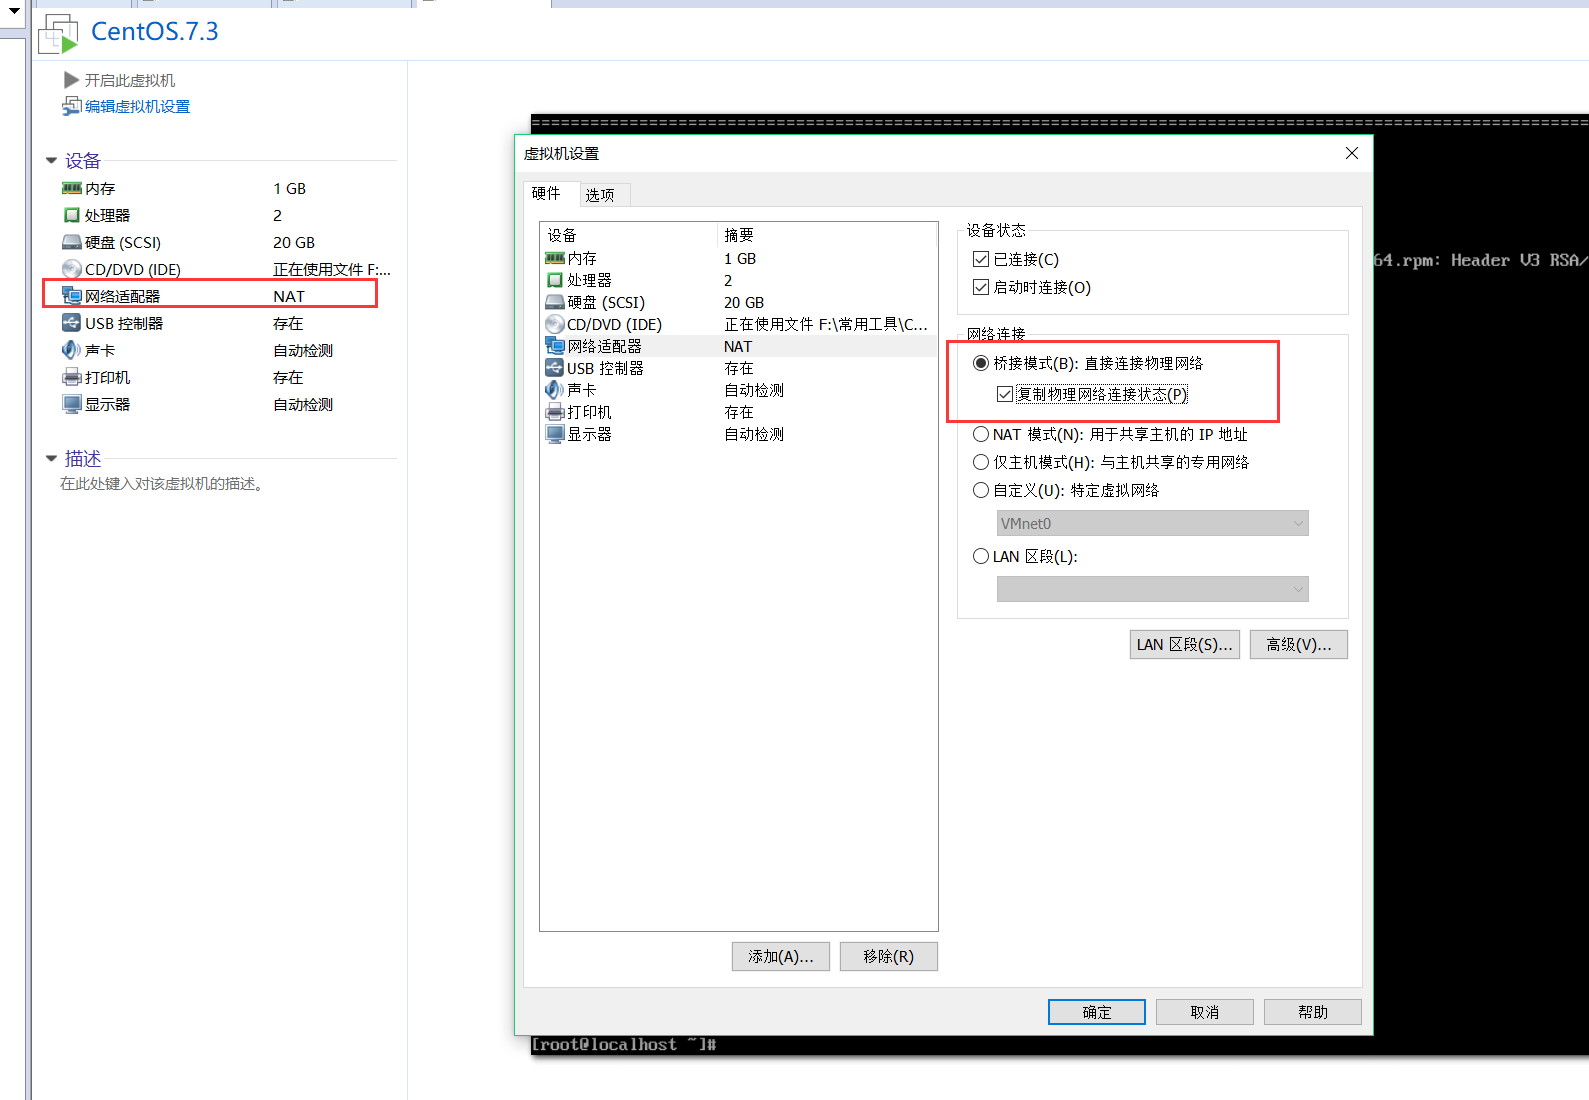 CentOS.7.3
开启此虚拟机
编辑虚拟机设置
设备
内存 1 GB
处理器 2
硬盘 (SCSI) 20 GB
CD/DVD (IDE) 正在使用文件 F:...
网络适配器 NAT
USB 控制器 存在
声卡 自动检测
打印机 存在
显示器 自动检测
描述
在此处键入对该虚拟机的描述。
虚拟机设置
硬件 选项
设备 摘要
内存 1 GB
处理器 2
硬盘 (SCSI) 20 GB
CD/DVD (IDE) 正在使用文件 F:\常用工具\C...
网络适配器 NAT
USB 控制器 存在
声卡 自动检测
打印机 存在
显示器 自动检测
添加(A)... 移除(R)
设备状态
已连接(C)
启动时连接(O)
网络连接
桥接模式(B): 直接连接物理网络
复制物理网络连接状态(P)
NAT 模式(N): 用于共享主机的 IP 地址
仅主机模式(H): 与主机共享的专用网络
自定义(U): 特定虚拟网络
VMnet0
LAN 区段(L):
LAN 区段(S)... 高级(V)...
确定 取消 帮助
64.rpm: Header V3 RSA/
[root@localhost ~]#